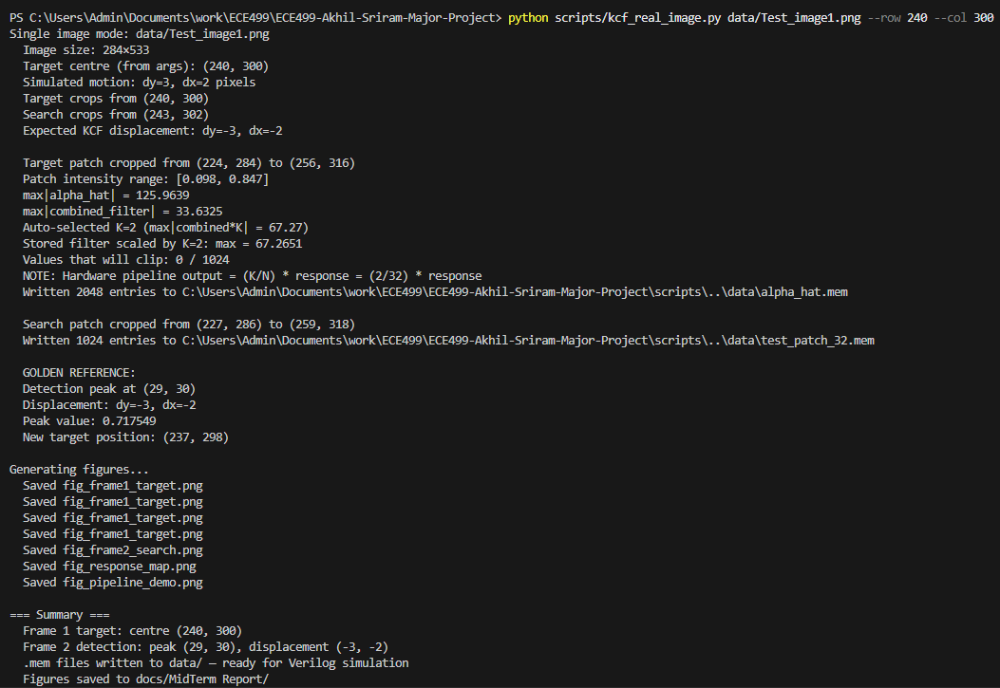 PS C:\Users\Admin\Documents\work\ECE499\ECE499-Akhil-Sriram-Major-Project> python scripts/kcf_real_image.py data/Test_image1.png --row 240 --col 300
Single image mode: data/Test_image1.png
Image size: 284×533
Target centre (from args): (240, 300)
Simulated motion: dy=3, dx=2 pixels
Target crops from (240, 300)
Search crops from (243, 302)
Expected KCF displacement: dy=-3, dx=-2
Target patch cropped from (224, 284) to (256, 316)
Patch intensity range: [0.098, 0.847]
max|alpha_hat| = 125.9639
max|combined_filter| = 33.6325
Auto-selected K=2 (max|combined*K| = 67.27)
Stored filter scaled by K=2: max = 67.2651
Values that will clip: 0 / 1024
NOTE: Hardware pipeline output = (K/N) * response = (2/32) * response
Written 2048 entries to C:\Users\Admin\Documents\work\ECE499\ECE499-Akhil-Sriram-Major-Project\scripts\..\data\alpha_hat.mem
Search patch cropped from (227, 286) to (259, 318)
Written 1024 entries to C:\Users\Admin\Documents\work\ECE499\ECE499-Akhil-Sriram-Major-Project\scripts\..\data\test_patch_32.mem
GOLDEN REFERENCE:
Detection peak at (29, 30)
Displacement: dy=-3, dx=-2
Peak value: 0.717549
New target position: (237, 298)
Generating figures...
Saved fig_frame1_target.png
Saved fig_frame1_target.png
Saved fig_frame1_target.png
Saved fig_frame1_target.png
Saved fig_frame2_search.png
Saved fig_response_map.png
Saved fig_pipeline_demo.png
=== Summary ===
Frame 1 target: centre (240, 300)
Frame 2 detection: peak (29, 30), displacement (-3, -2)
.mem files written to data/ — ready for Verilog simulation
Figures saved to docs/MidTerm Report/